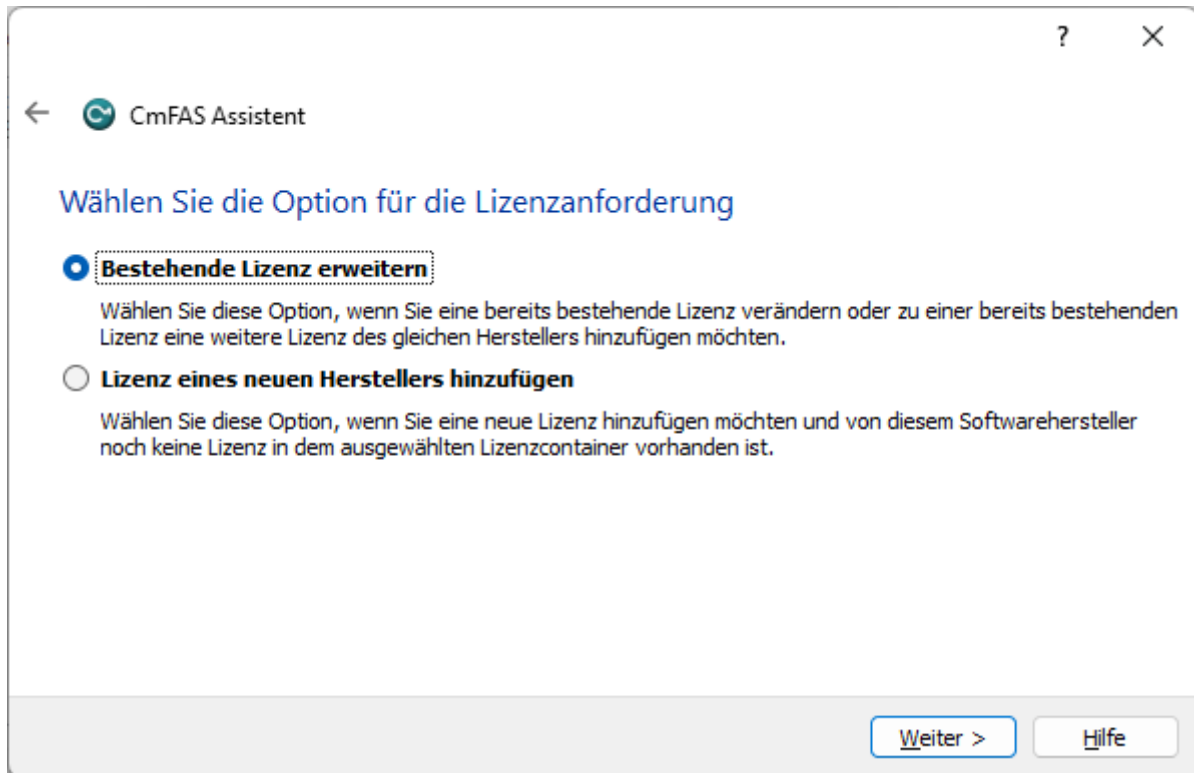 ?
CmFAS Assistent
Wählen Sie die Option für die Lizenzanforderung
Bestehende Lizenz erweitern
Wählen Sie diese Option, wenn Sie eine bereits bestehende Lizenz verändern oder zu einer bereits bestehenden
Lizenz eine weitere Lizenz des gleichen Herstellers hinzufügen möchten.
Lizenz eines neuen Herstellers hinzufügen
Wählen Sie diese Option, wenn Sie eine neue Lizenz hinzufügen möchten und von diesem Softwarehersteller
noch keine Lizenz in dem ausgewählten Lizenzcontainer vorhanden ist.
Weiter > Hilfe